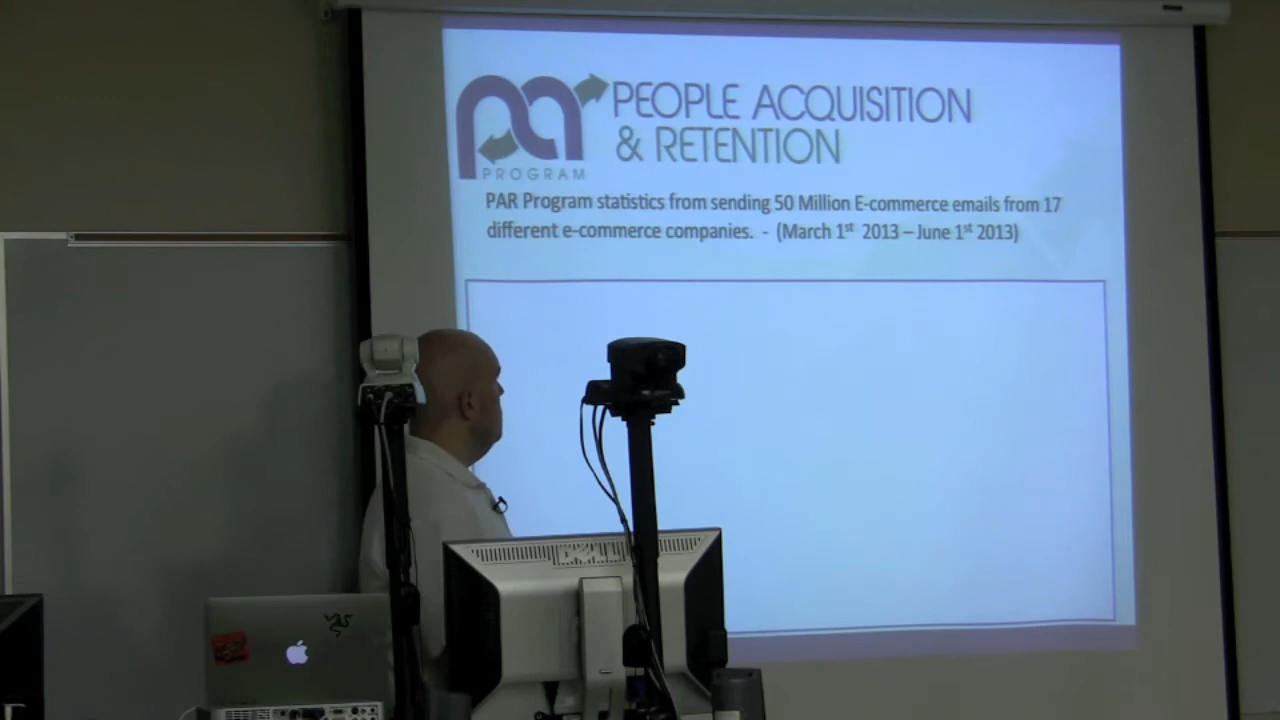 PEOPLE ACQUISITION
& RETENTION
PROGRAM
PAR Program statistics from sending 50 Million E-commerce emails from 17
different e-commerce companies. - (March 1st 2013 – June 1st 2013)
DELL